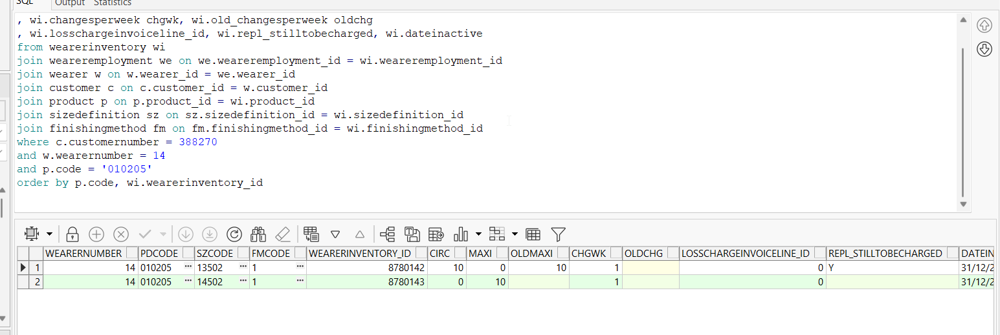 SQL Output Statistics
, wi.changesperweek chgwk, wi.old_changesperweek oldchg
, wi.losschargeinvoiceline_id, wi.repl_stilltobecharged, wi.dateinactive
from wearerinventory wi
join weareremployment we on we.weareremployment_id = wi.weareremployment_id
join wearer w on w.wearer_id = we.wearer_id
join customer c on c.customer_id = w.customer_id
join product p on p.product_id = wi.product_id
join sizedefinition sz on sz.sizedefinition_id = wi.sizedefinition_id
join finishingmethod fm on fm.finishingmethod_id = wi.finishingmethod_id
where c.customernumber = 388270
and w.wearernumber = 14
and p.code = '010205'
order by p.code, wi.wearerinventory_id
WEARERNUMBER PDCODE SZCODE FMCODE WEARERINVENTORY_ID CIRC MAXI OLDMAXI CHGWK OLDCHG LOSSCHARGEINVOICELINE_ID REPL_STILLTOBECHARGED DATEIN
1 14 010205 ... 13502 ... 1 ... 8780142 10 0 10 1 0 Y 31/12/2
2 14 010205 ... 14502 ... 1 ... 8780143 0 10 1 0 31/12/2